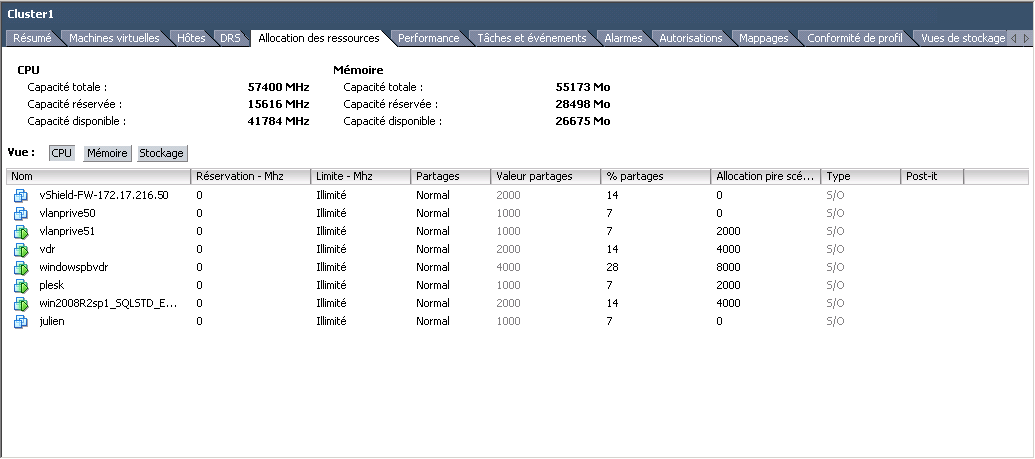 Cluster1
Résumé Machines virtuelles Hôtes DRS Allocation des ressources Performance Tâches et événements Alarmes Autorisations Mappages Conformité de profil Vues de stockage
CPU Mémoire
Capacité totale : 57400 MHz Capacité totale : 55173 Mo
Capacité réservée : 15616 MHz Capacité réservée : 28498 Mo
Capacité disponible : 41784 MHz Capacité disponible : 26675 Mo
Vue : CPU Mémoire Stockage
Nom Réservation - Mhz Limite - Mhz Partages Valeur partages % partages Allocation pire scé... Type Post-it
vShield-FW-172.17.216.50 0 Illimité Normal 2000 14 0 S/O
vlanprive50 0 Illimité Normal 1000 7 0 S/O
vlanprive51 0 Illimité Normal 1000 7 2000 S/O
vdr 0 Illimité Normal 2000 14 4000 S/O
windowspbvdr 0 Illimité Normal 4000 28 8000 S/O
plesk 0 Illimité Normal 1000 7 2000 S/O
win2008R2sp1_SQLSTD_E... 0 Illimité Normal 2000 14 4000 S/O
julien 0 Illimité Normal 1000 7 0 S/O